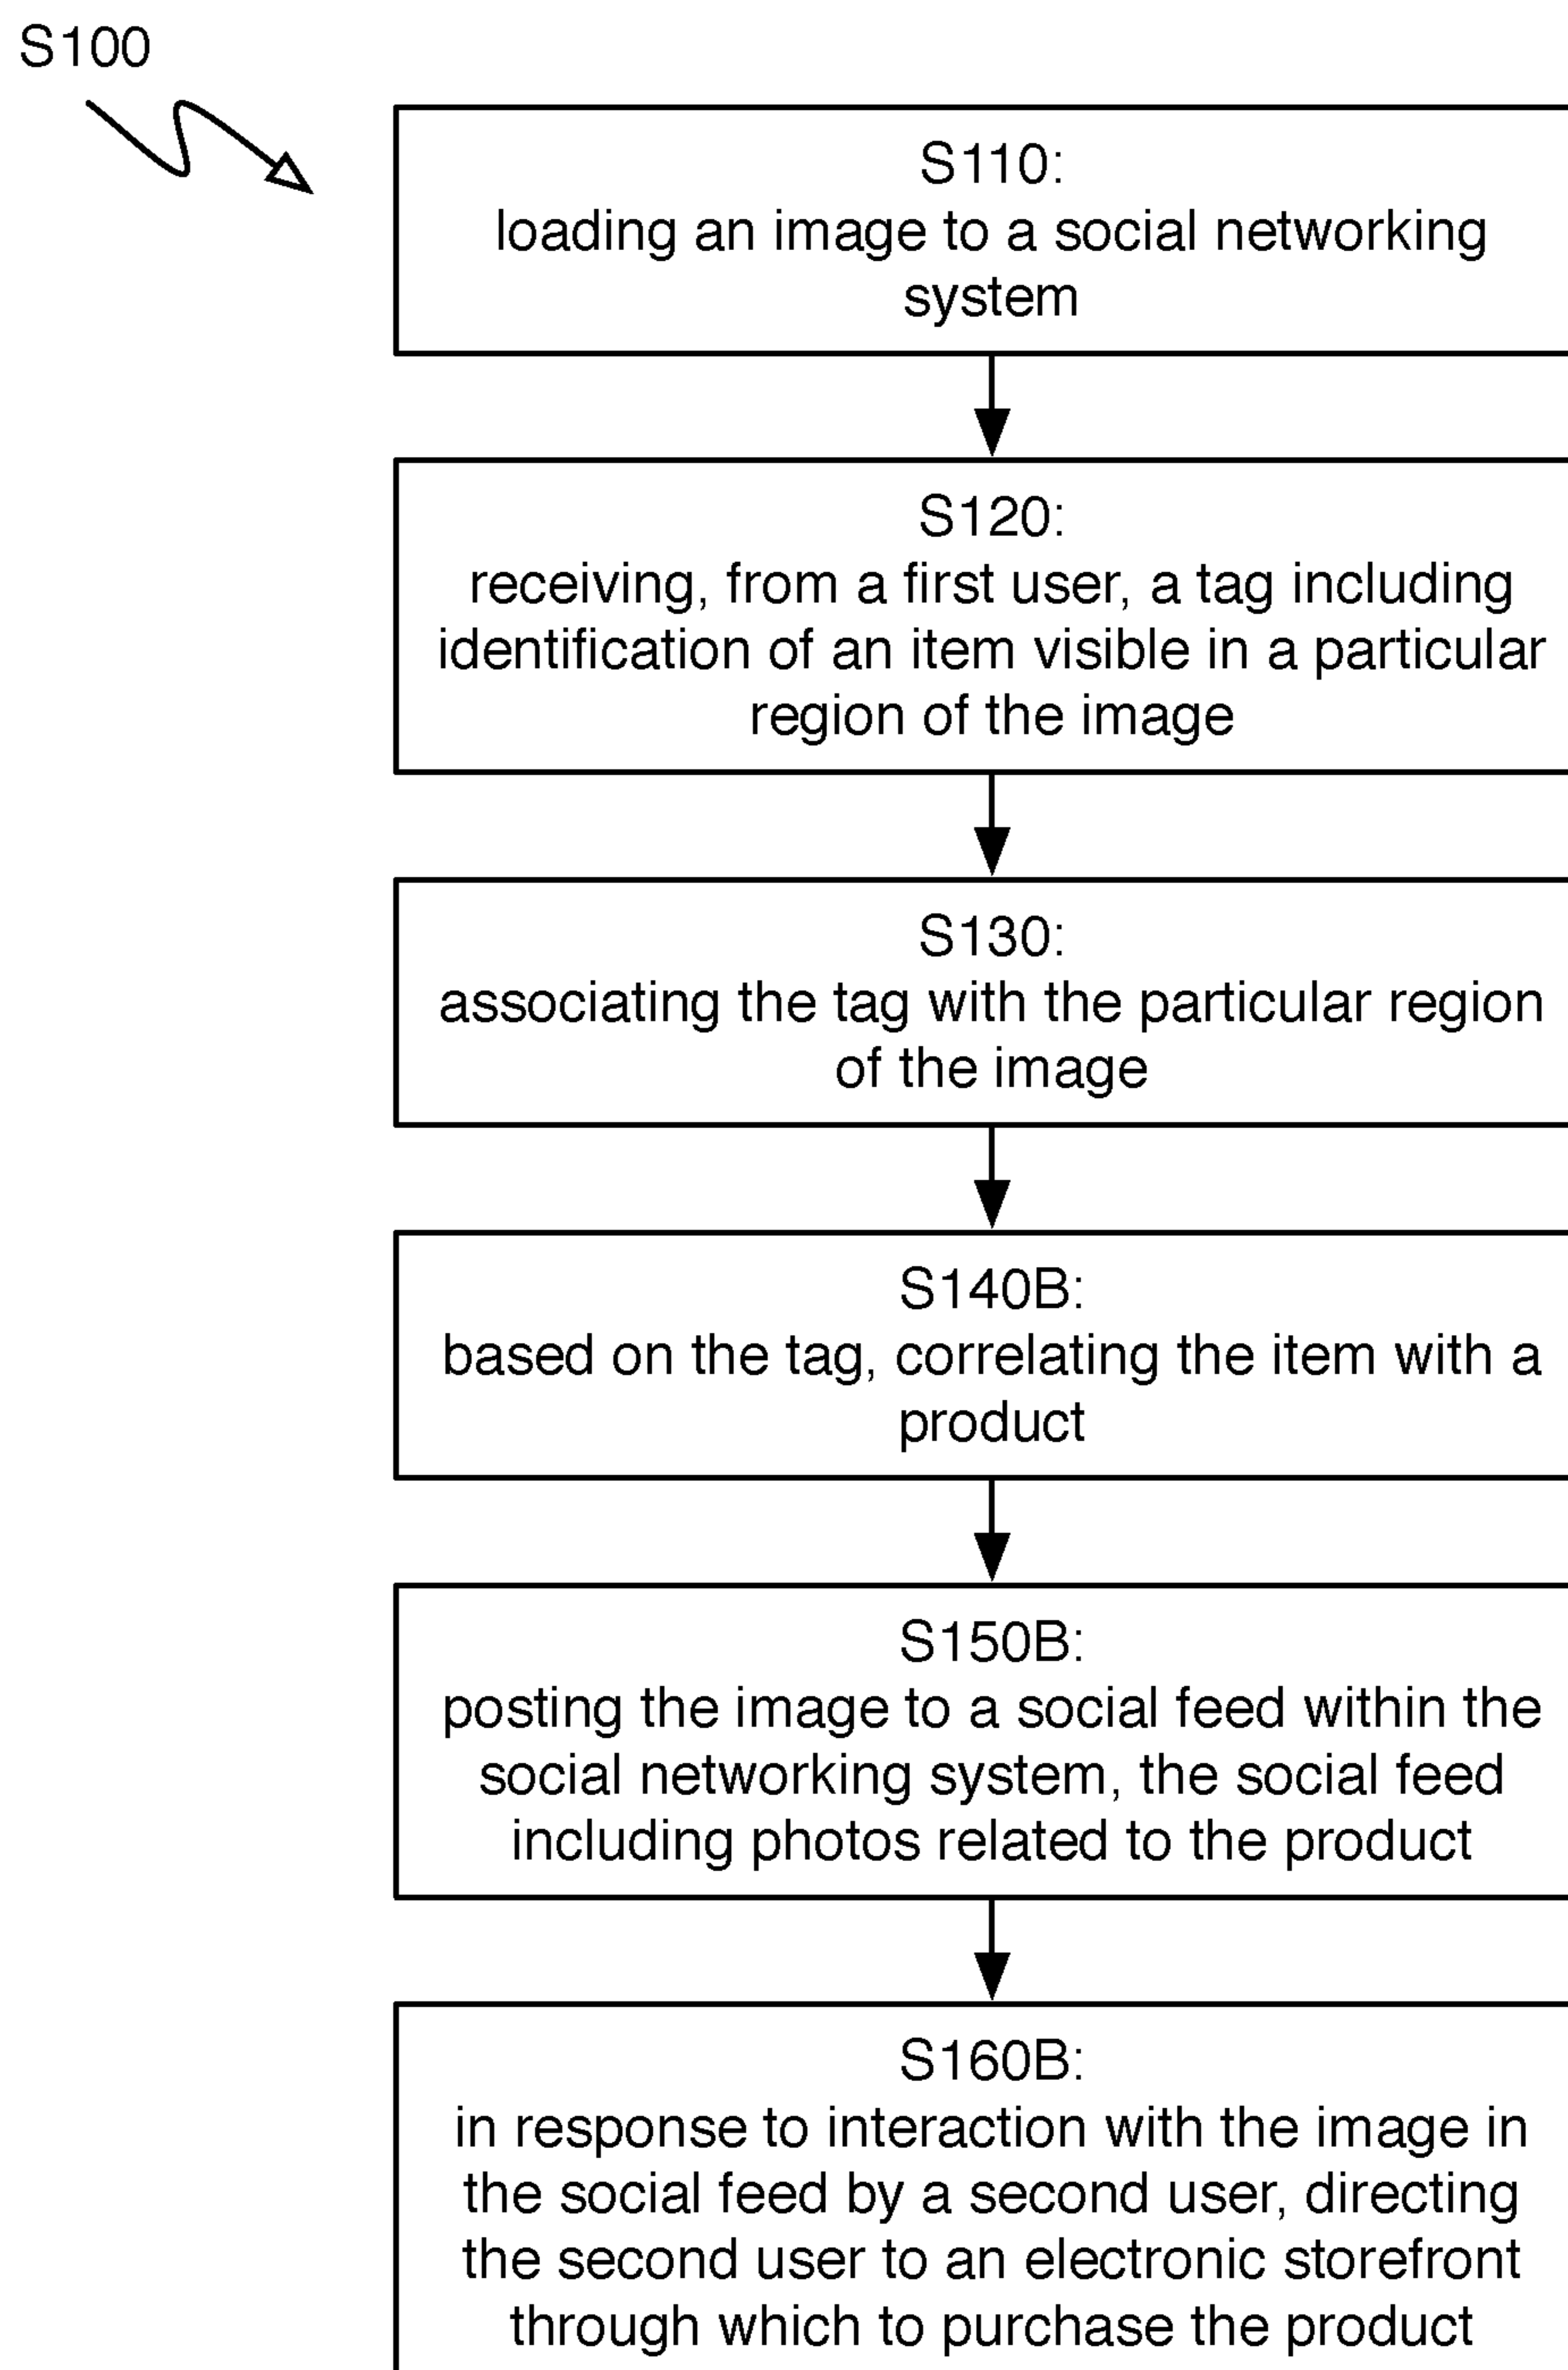 S100
S110:
loading an image to a social networking
system
S120:
receiving, from a first user, a tag including
identification of an item visible in a particular
region of the image
S130:
associating the tag with the particular region
of the image
S140B:
based on the tag, correlating the item with a
product
S150B:
posting the image to a social feed within the
social networking system, the social feed
including photos related to the product
S160B:
in response to interaction with the image in
the social feed by a second user, directing
the second user to an electronic storefront
through which to purchase the product